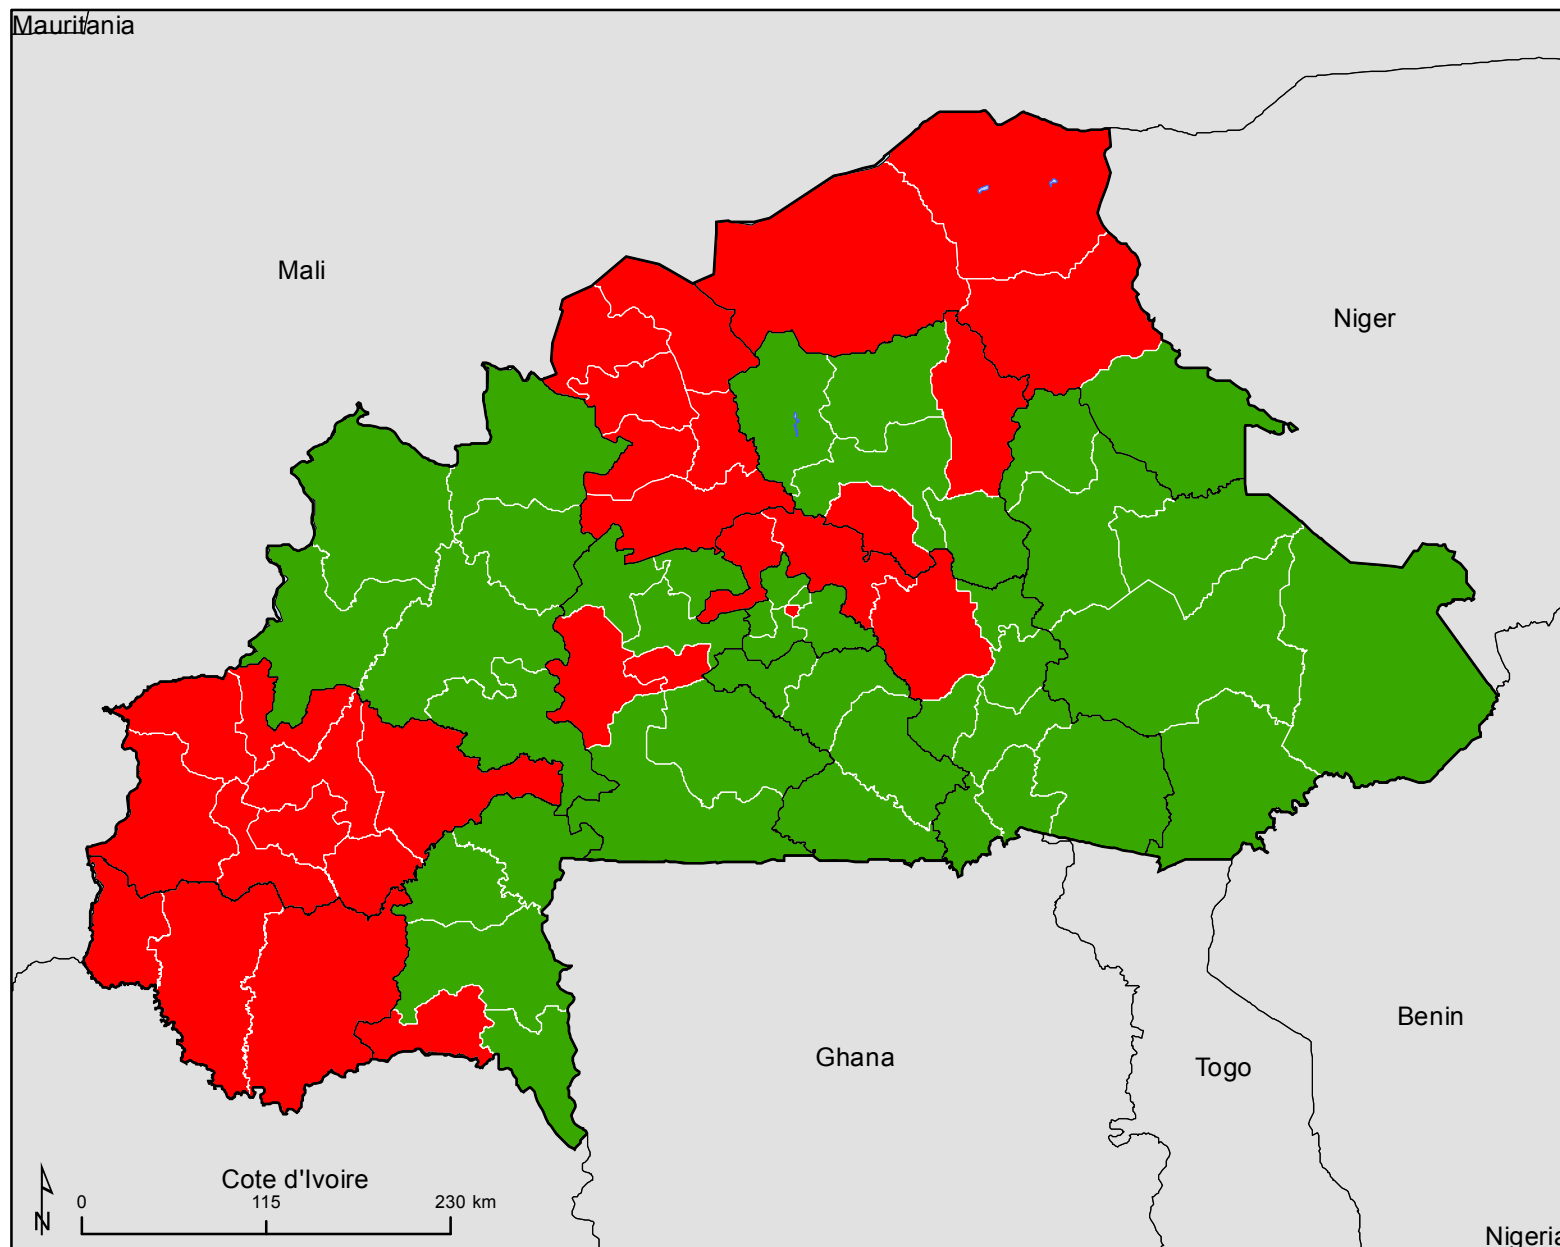 Mauritania
Mali
Niger
Benin
Ghana
Togo
Cote d'Ivoire
N
0 115 230 km
Nigeria